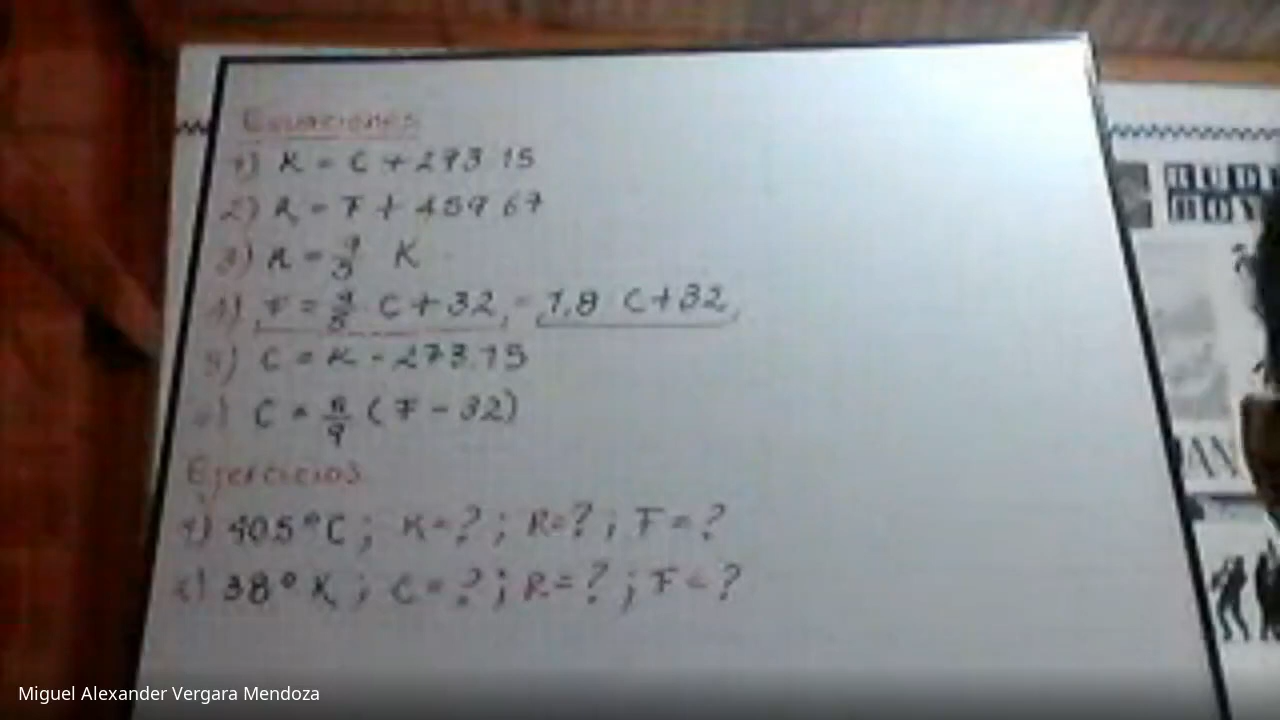 Ecuaciones
1) K = C + 273.15
2) R = F + 459.67
3) R = 9/5 K
4) F = 9/5 C + 32, = 1,8 C + 32,
5) C = K - 273.15
6) C = 5/9 (F - 32)
Ejercicios
1) 405°C ; K = ? ; R = ? ; F = ?
2) 38° K ; C = ? ; R = ? ; F = ?
Miguel Alexander Vergara Mendoza